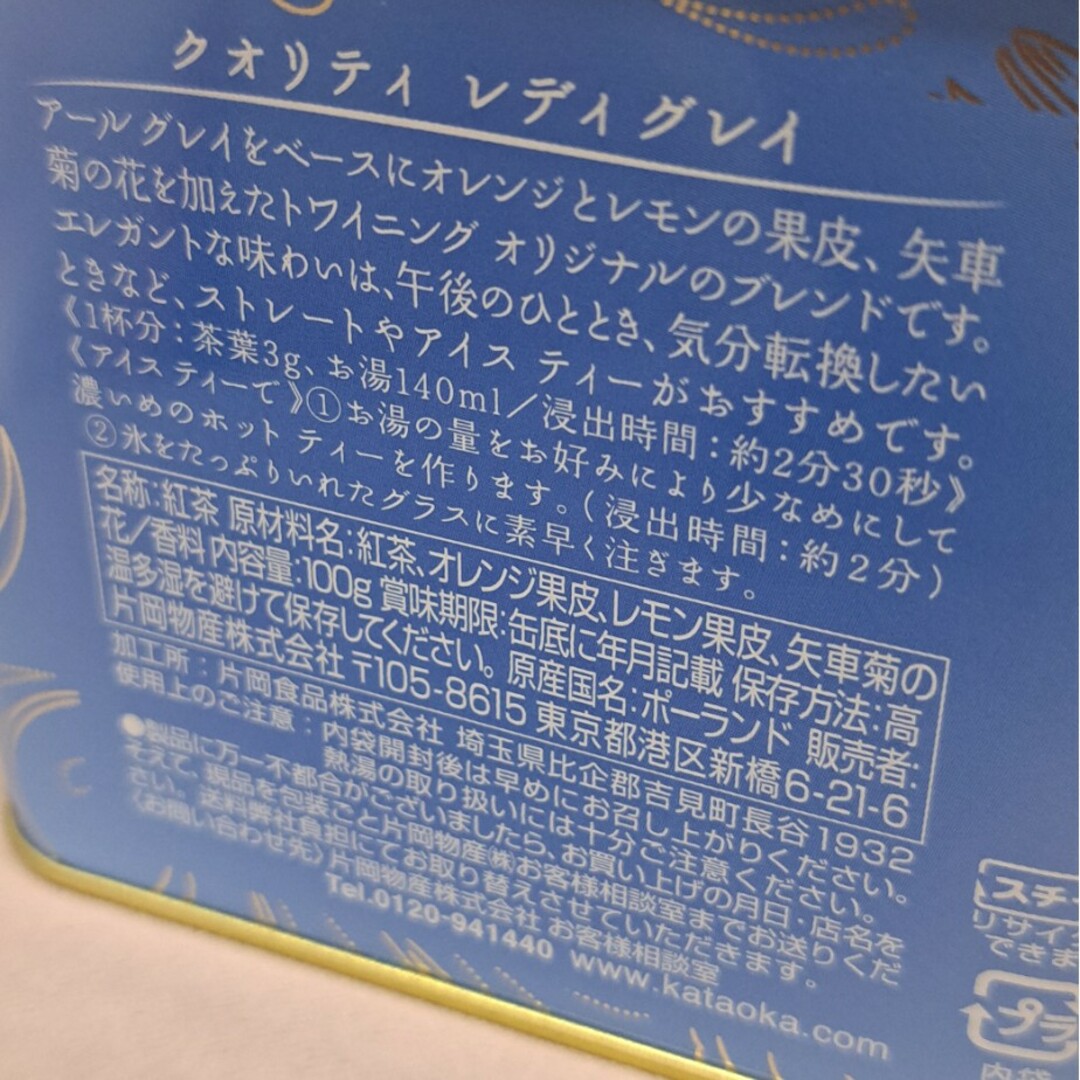 クオリティ レディグレイ
アールグレイをベースにオレンジとレモンの果皮、矢車
菊の花を加えたトワイニング オリジナルのブレンドです。
エレガントな味わいは、午後のひととき、気分転換したい
ときなど、ストレートやアイス ティーがおすすめです。
《1杯分：茶葉3g、お湯140ml／浸出時間：約2分30秒》
《アイス ティーで》①お湯の量をお好みにより少なめにして
濃いめのホット ティーを作ります。（浸出時間：約2分）
②氷をたっぷりいれたグラスに素早く注ぎます。
名称：紅茶 原材料名：紅茶、オレンジ果皮、レモン果皮、矢車菊の
花／香料 内容量：100g 賞味期限：缶底に年月記載 保存方法：高
温多湿を避けて保存してください。 原産国名：ポーランド 販売者：
片岡物産株式会社 〒105-8615 東京都港区新橋6-21-6
加工所：片岡食品株式会社 埼玉県比企郡吉見町長谷1932
使用上のご注意：内袋開封後は早めにお召し上がりください。
熱湯の取り扱いには十分ご注意ください。
●製品に万一不都合がございましたら、お買い上げの月日・店名を
そえて、現品を包装ごと片岡物産㈱お客様相談室までお送りくだ
さい。送料弊社負担にてお取り替えさせていただきます。
〈お問い合わせ先〉片岡物産株式会社 お客様相談室
Tel.0120-941440 www.kataoka.com
スチー
リサイク
できま
プラ
内袋